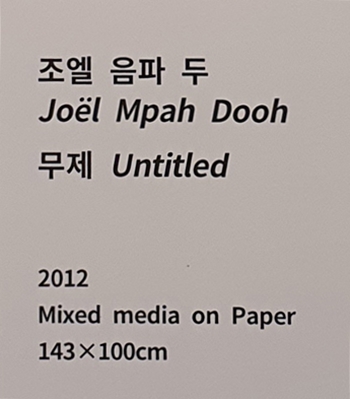 조엘 음파 두
Joël Mpah Dooh
무제 Untitled
2012
Mixed media on Paper
143×100cm